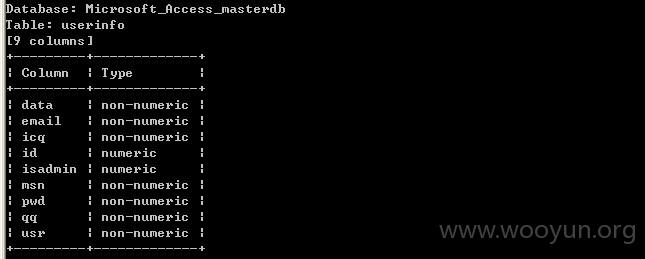 Database: Microsoft_Access_masterdb
Table: userinfo
[9 columns]
+---------+-------------+
| Column | Type |
+---------+-------------+
| data | non-numeric |
| email | non-numeric |
| icq | non-numeric |
| id | numeric |
| isadmin | numeric |
| msn | non-numeric |
| pwd | non-numeric |
| qq | non-numeric |
| usr | non-numeric |
+---------+-------------+
www.wooyun.org